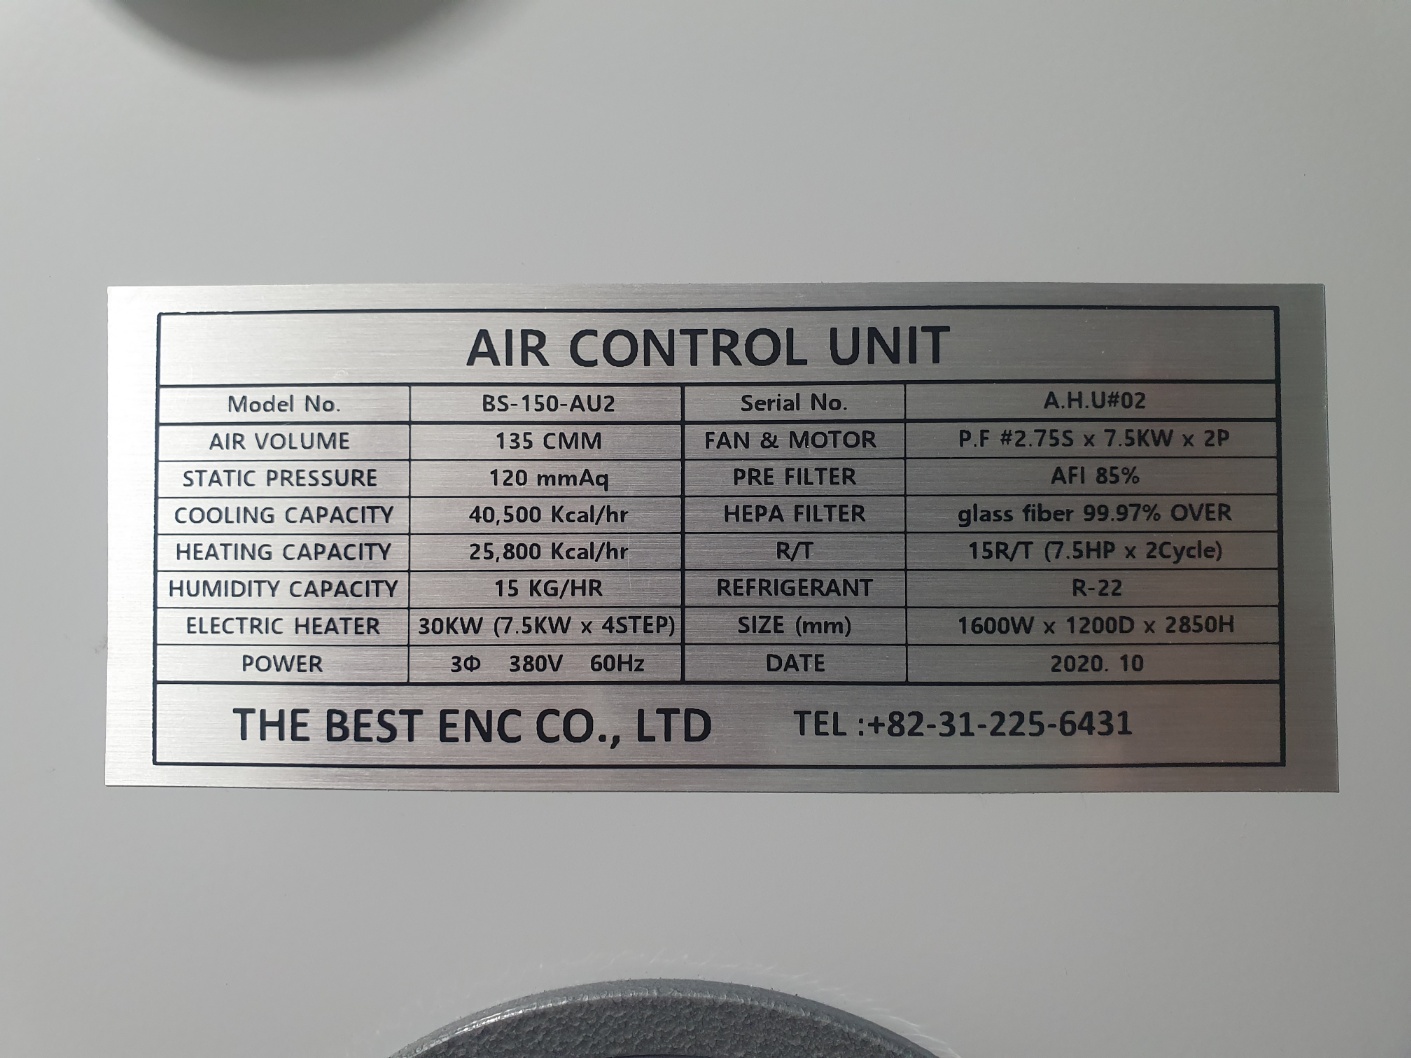 AIR CONTROL UNIT
Model No. BS-150-AU2 Serial No. A.H.U#02
AIR VOLUME 135 CMM FAN & MOTOR P.F #2.75S x 7.5KW x 2P
STATIC PRESSURE 120 mmAq PRE FILTER AFI 85%
COOLING CAPACITY 40,500 Kcal/hr HEPA FILTER glass fiber 99.97% OVER
HEATING CAPACITY 25,800 Kcal/hr R/T 15R/T (7.5HP x 2Cycle)
HUMIDITY CAPACITY 15 KG/HR REFRIGERANT R-22
ELECTRIC HEATER 30KW (7.5KW x 4STEP) SIZE (mm) 1600W x 1200D x 2850H
POWER 3Φ 380V 60Hz DATE 2020. 10
THE BEST ENC CO., LTD TEL :+82-31-225-6431